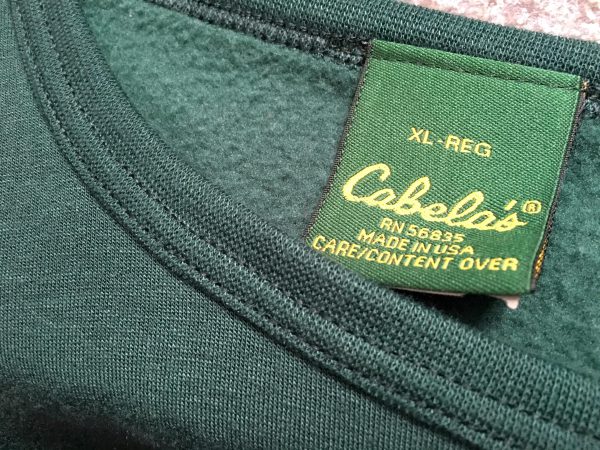 XL-REG
Cabela's®
RN 56835
MADE IN USA
CARE/CONTENT OVER